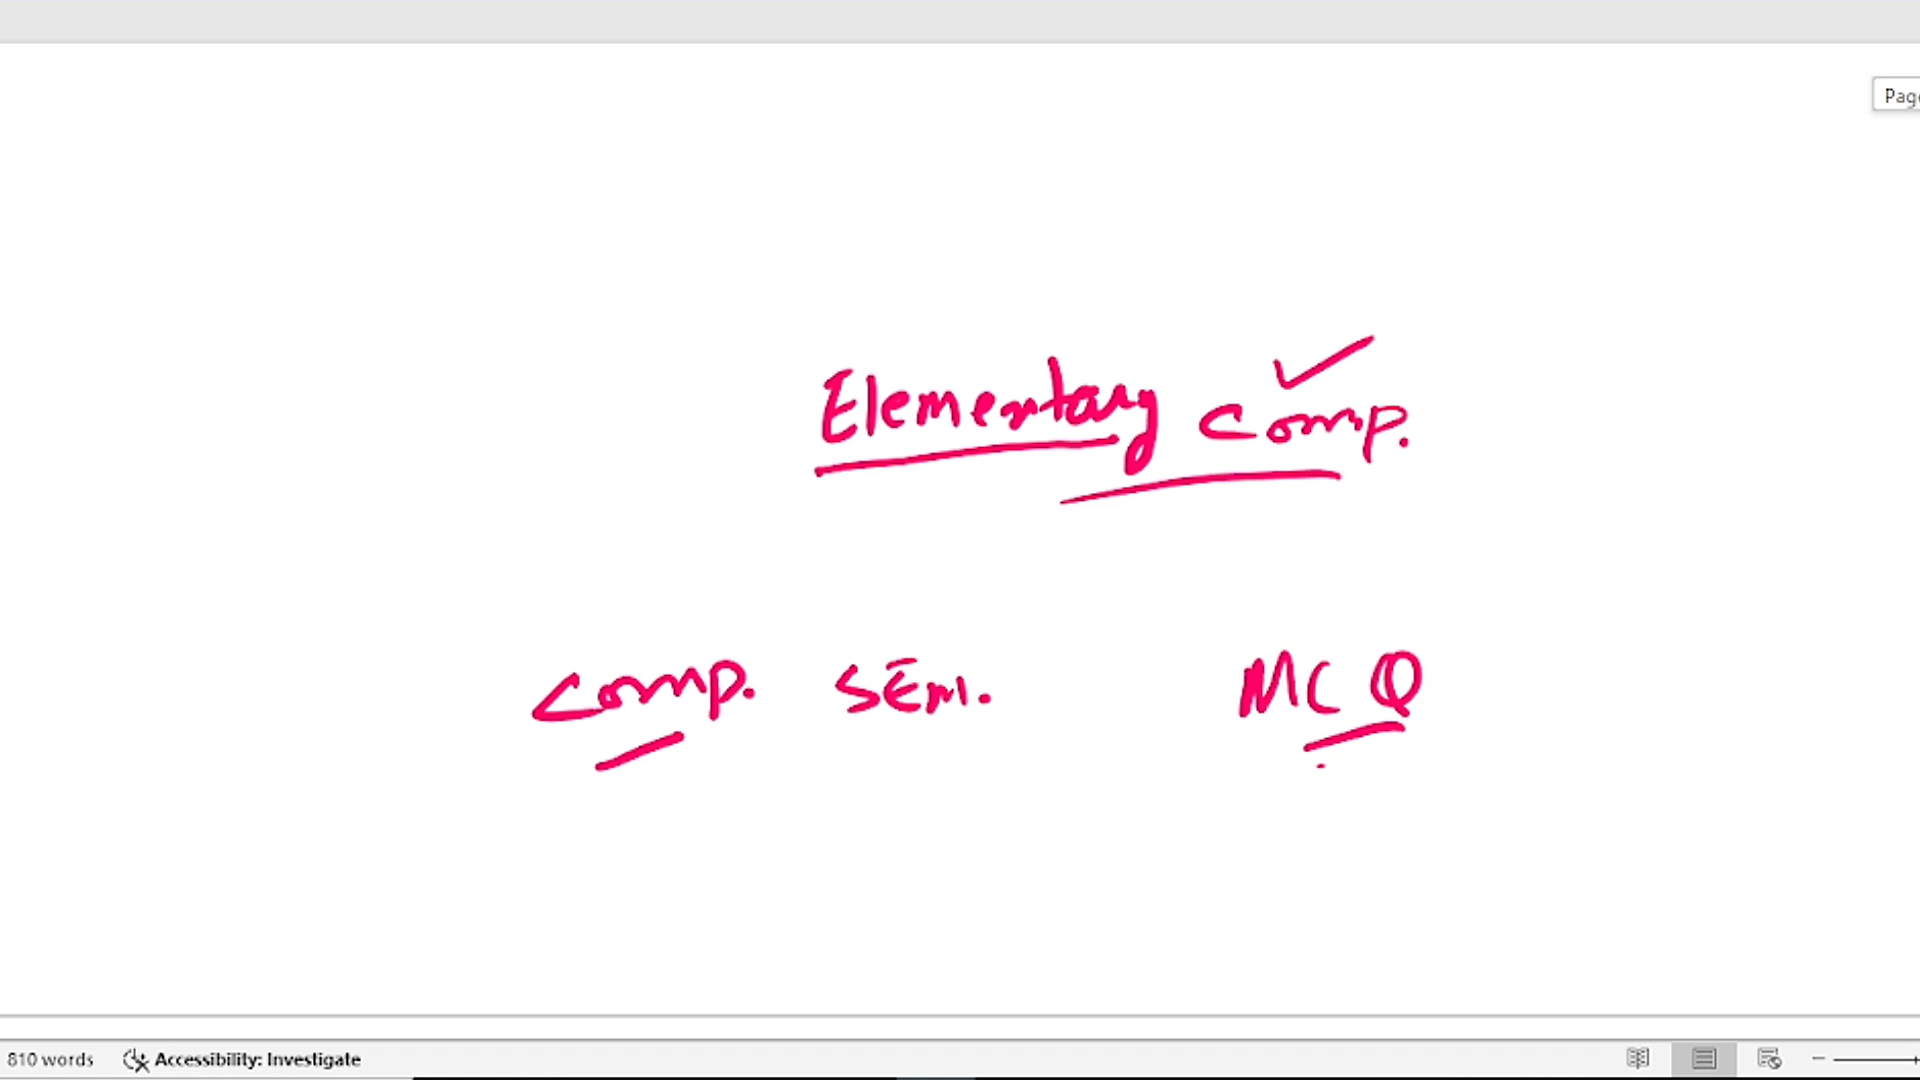 Page
Elementary Comp.
Comp. SEM. MCQ
810 words Accessibility: Investigate